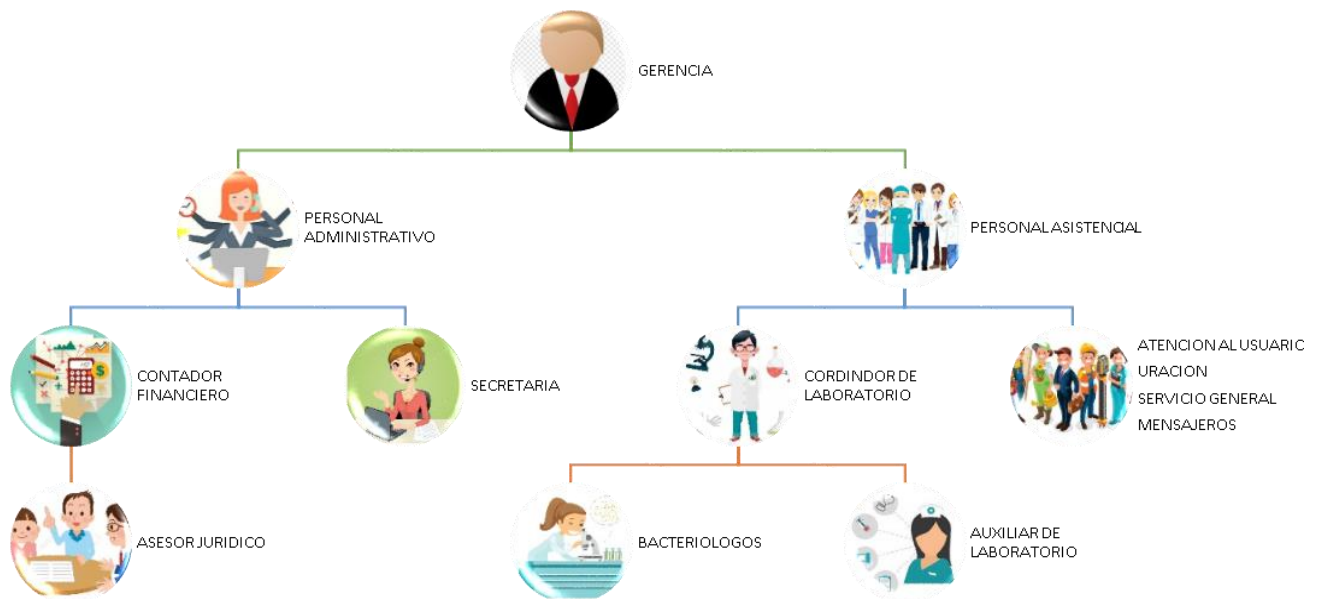 GERENCIA
PERSONAL
ADMINISTRATIVO
PERSONAL ASISTENCIAL
CONTADOR
FINANCIERO
SECRETARIA
CORDINDOR DE
LABORATORIO
ATENCION AL USUARIC
URACION
SERVICIO GENERAL
MENSAJEROS
ASESOR JURIDICO
BACTERIOLOGOS
AUXILIAR DE
LABORATORIO